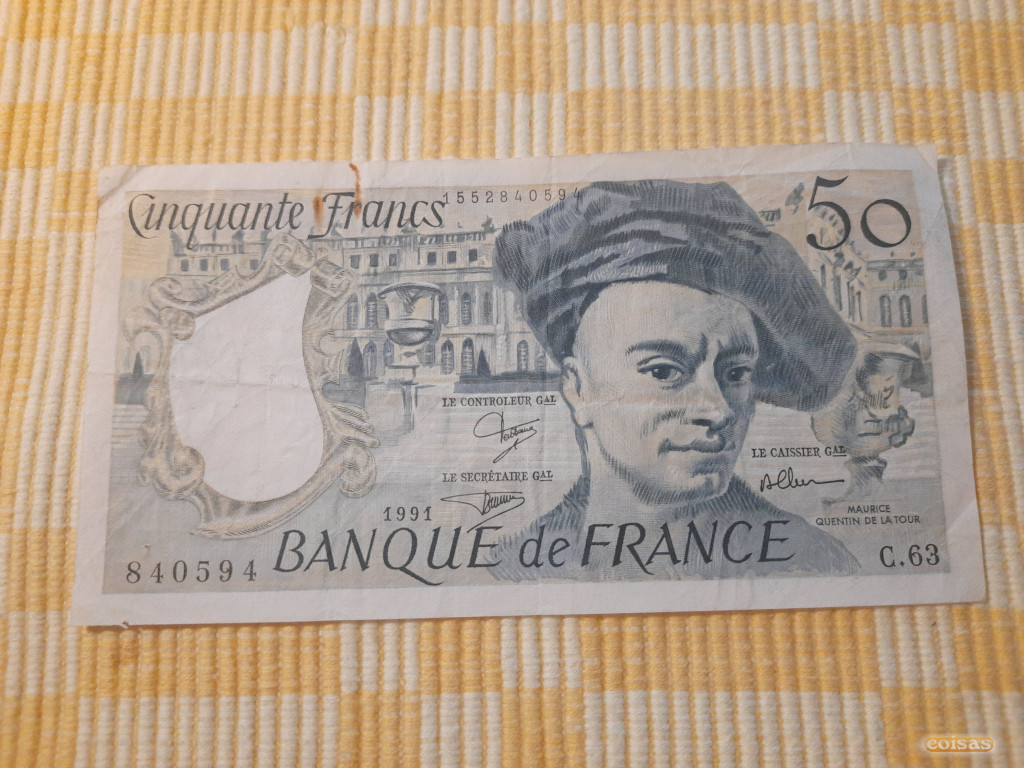 Cinquante Francs
1552840594
50
LE CONTROLEUR GAL
LE SECRÉTAIRE GAL
LE CAISSIER GAL
1991
MAURICE
QUENTIN DE LA TOUR
840594
BANQUE de FRANCE
C.63
coisas